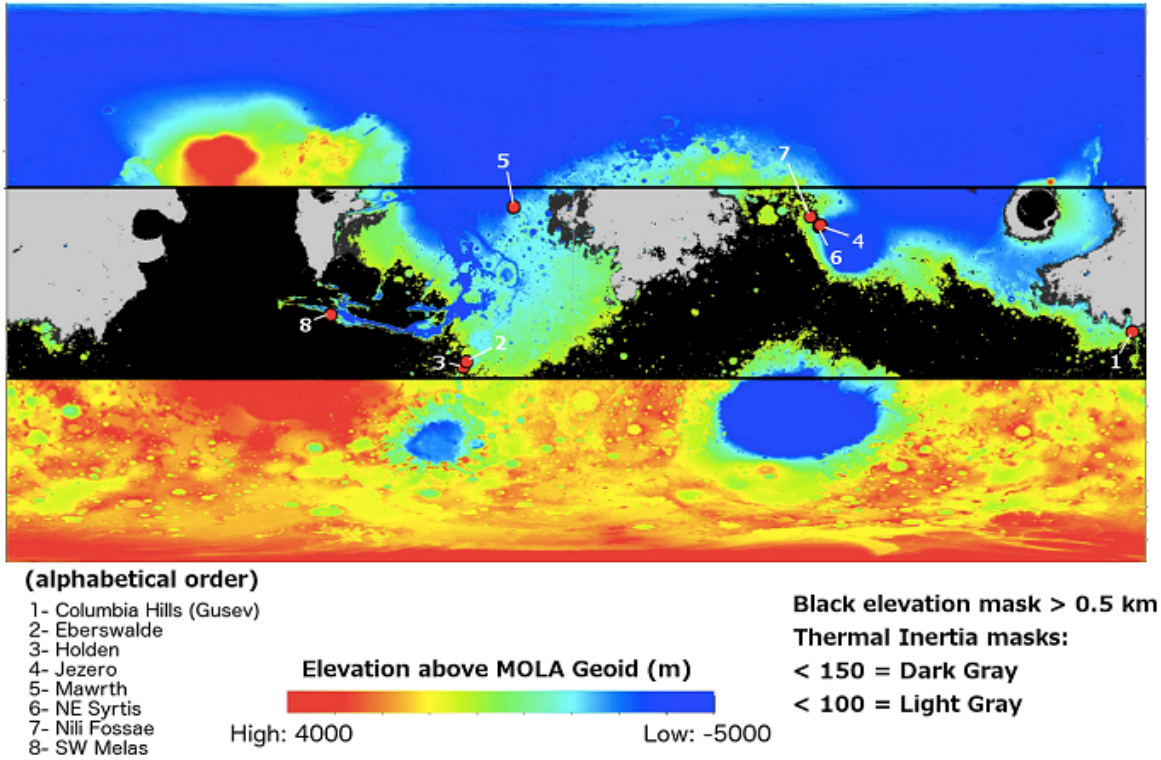 5
7
4
6
8
2
3
1
(alphabetical order)
1- Columbia Hills (Gusev)
2- Eberswalde
3- Holden
4- Jezero
5- Mawrth
6- NE Syrtis
7- Nili Fossae
8- SW Melas
Elevation above MOLA Geoid (m)
High: 4000 Low: -5000
Black elevation mask > 0.5 km
Thermal Inertia masks:
< 150 = Dark Gray
< 100 = Light Gray